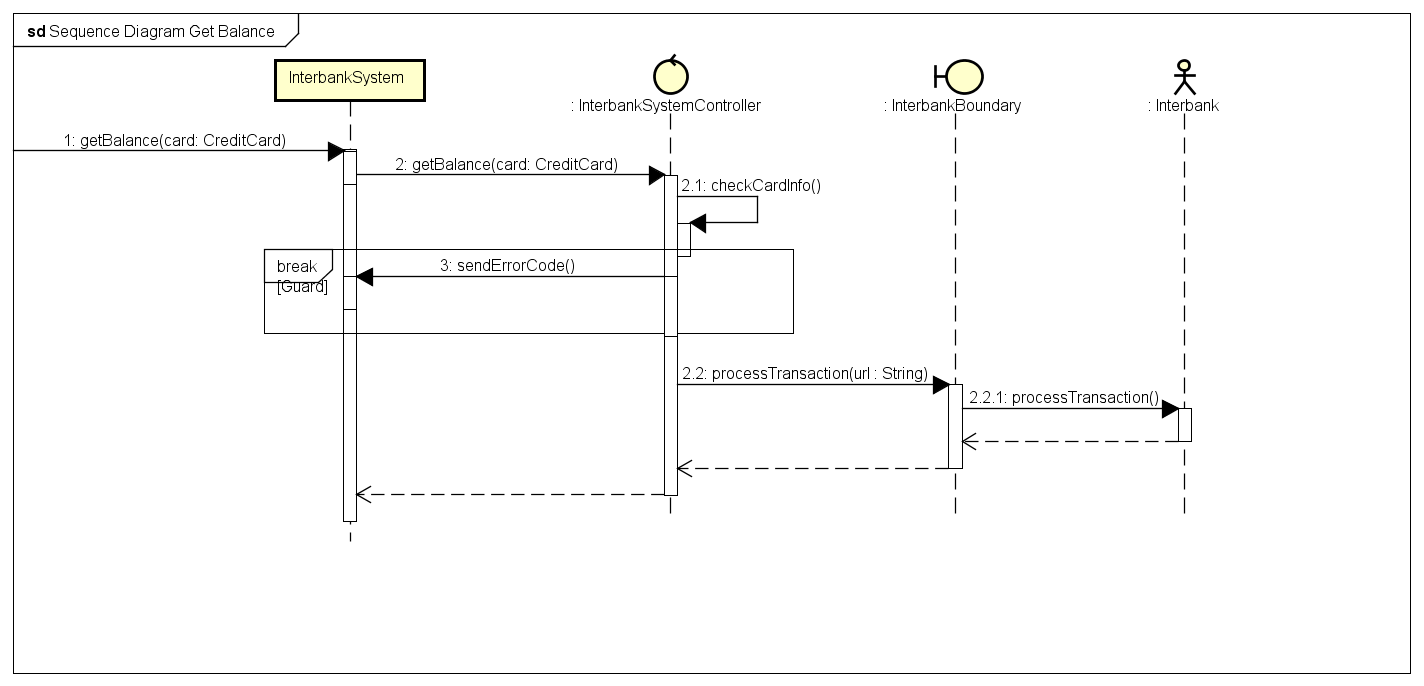 sd Sequence Diagram Get Balance
InterbankSystem
: InterbankSystemController
: InterbankBoundary
: Interbank
1: getBalance(card: CreditCard)
2: getBalance(card: CreditCard)
2.1: checkCardInfo()
break
3: sendErrorCode()
[Guard]
2.2: processTransaction(url : String)
2.2.1: processTransaction()